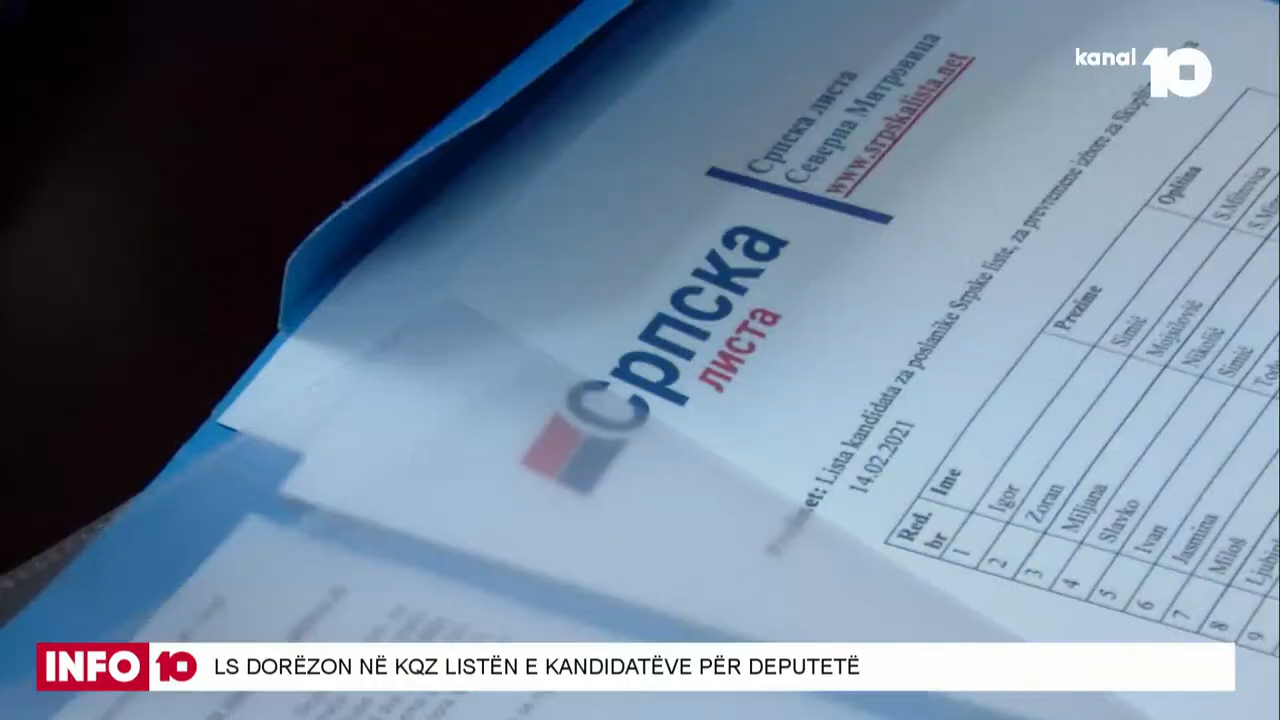 kanal 10
Српска листа
Северна Митровица
www.srpskalista.net
Српска
листа
et: Lista kandidata za poslanike Srpske liste, za prevremene izbore za
14.02.2021
Red. br Ime Prezime Opština
1 Igor Simić S.Mitrovica
2 Zoran Mojsilović
3 Miljana Nikolić
4 Slavko Simić
5 Ivan
6 Jasmina
7 Miloš
8
9
INFO 10 LS DORËZON NË KQZ LISTËN E KANDIDATËVE PËR DEPUTETË